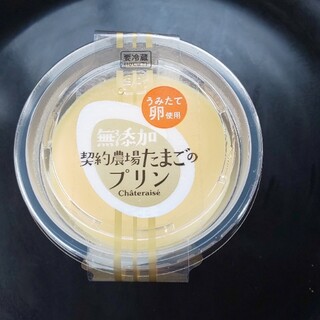 要冷蔵
うみたて
卵使用
無添加
契約農場たまごの
プリン
Châteraisé